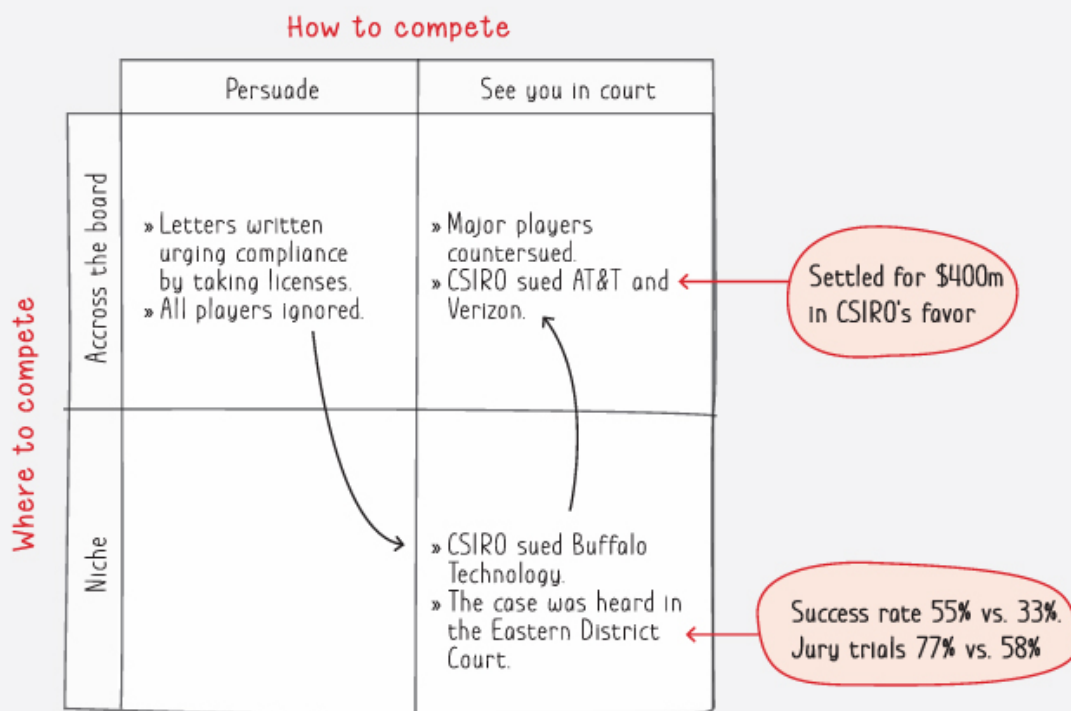 How to compete
Persuade
See you in court
Where to compete
Accross the board
» Letters written
urging compliance
by taking licenses.
» All players ignored.
» Major players
countersued.
» CSIRO sued AT&T and
Verizon.
Settled for $400m
in CSIRO's favor
Niche
» CSIRO sued Buffalo
Technology.
» The case was heard in
the Eastern District
Court.
Success rate 55% vs. 33%.
Jury trials 77% vs. 58%